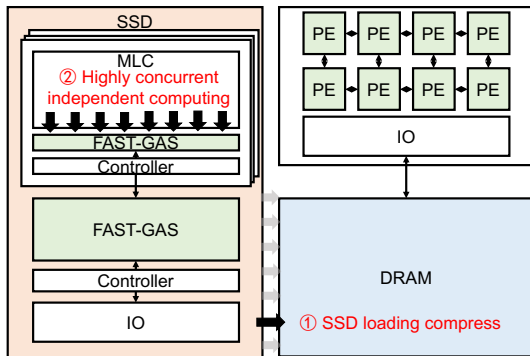 SSD
MLC
② Highly concurrent
independent computing
FAST-GAS
Controller
FAST-GAS
Controller
IO
PE PE PE PE
PE PE PE PE
IO
DRAM
① SSD loading compress